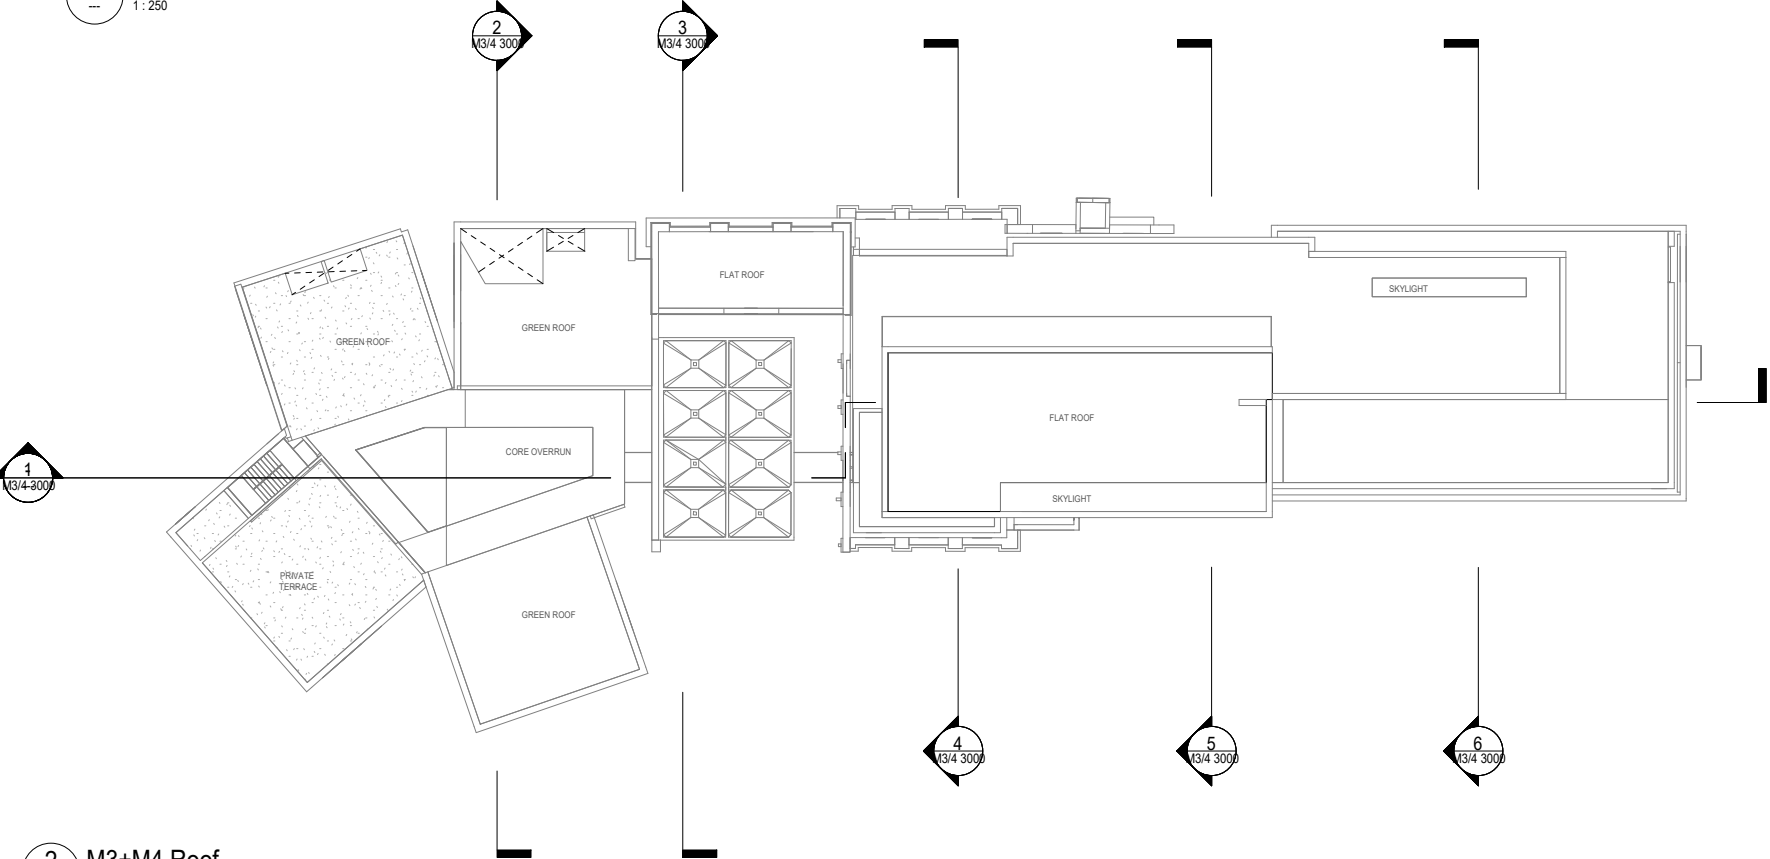 ---
1 : 250
2
M3/4 3000
3
M3/4 3000
FLAT ROOF
SKYLIGHT
GREEN ROOF
GREEN ROOF
FLAT ROOF
CORE OVERRUN
1
M3/4 3000
SKYLIGHT
PRIVATE
TERRACE
GREEN ROOF
4
M3/4 3000
5
M3/4 3000
6
M3/4 3000
2
M3+M4 Roof